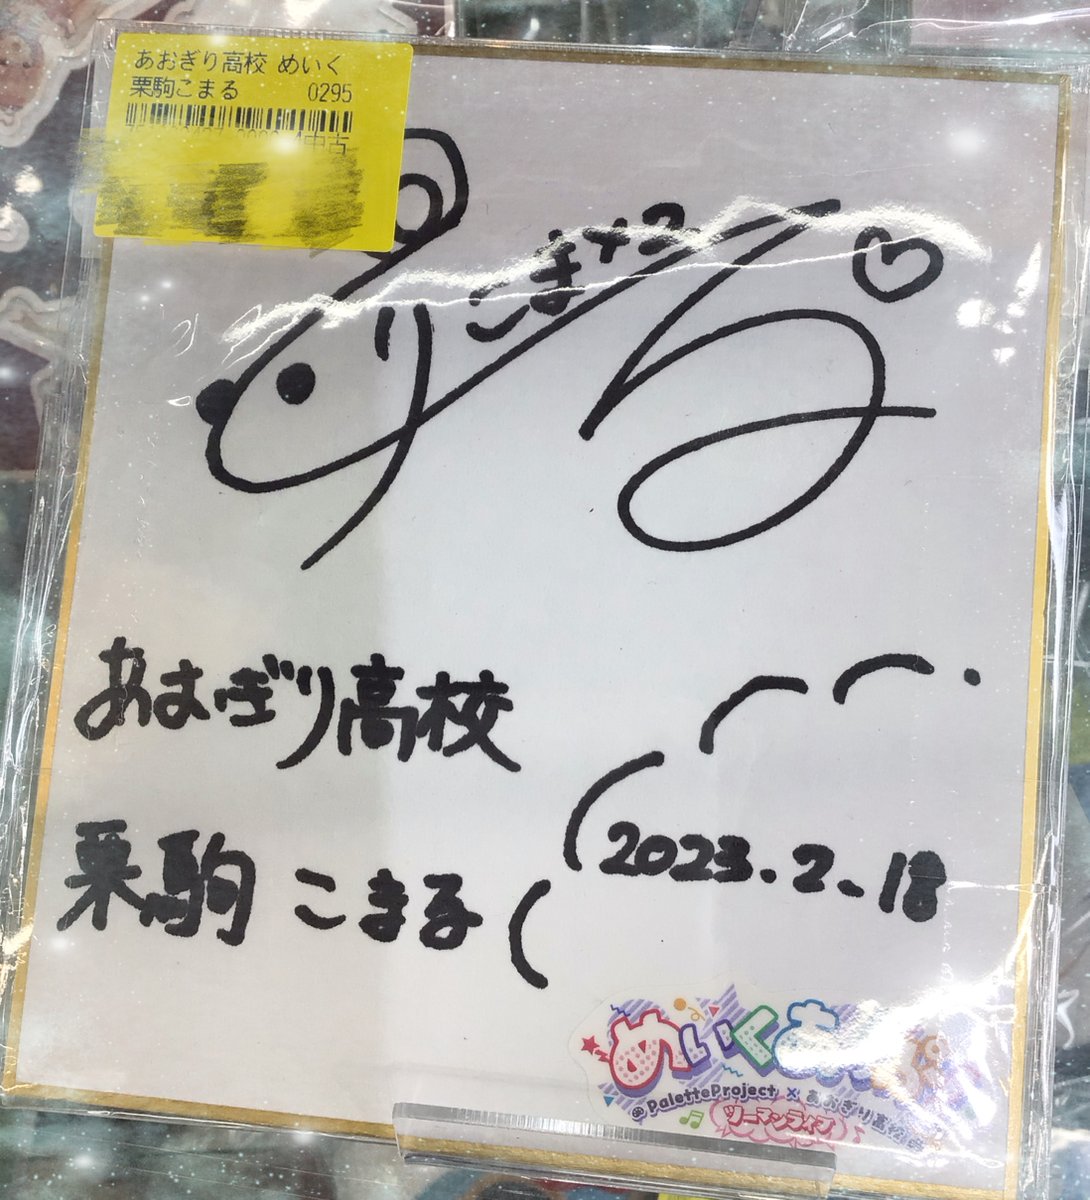 あおぎり高校 めいく
栗駒こまる 0295
中古
こま
る
あおぎり高校
栗駒 こまる
2023.2.18
めいく
PaletteProject × あおぎり高校
ツーマンライブ